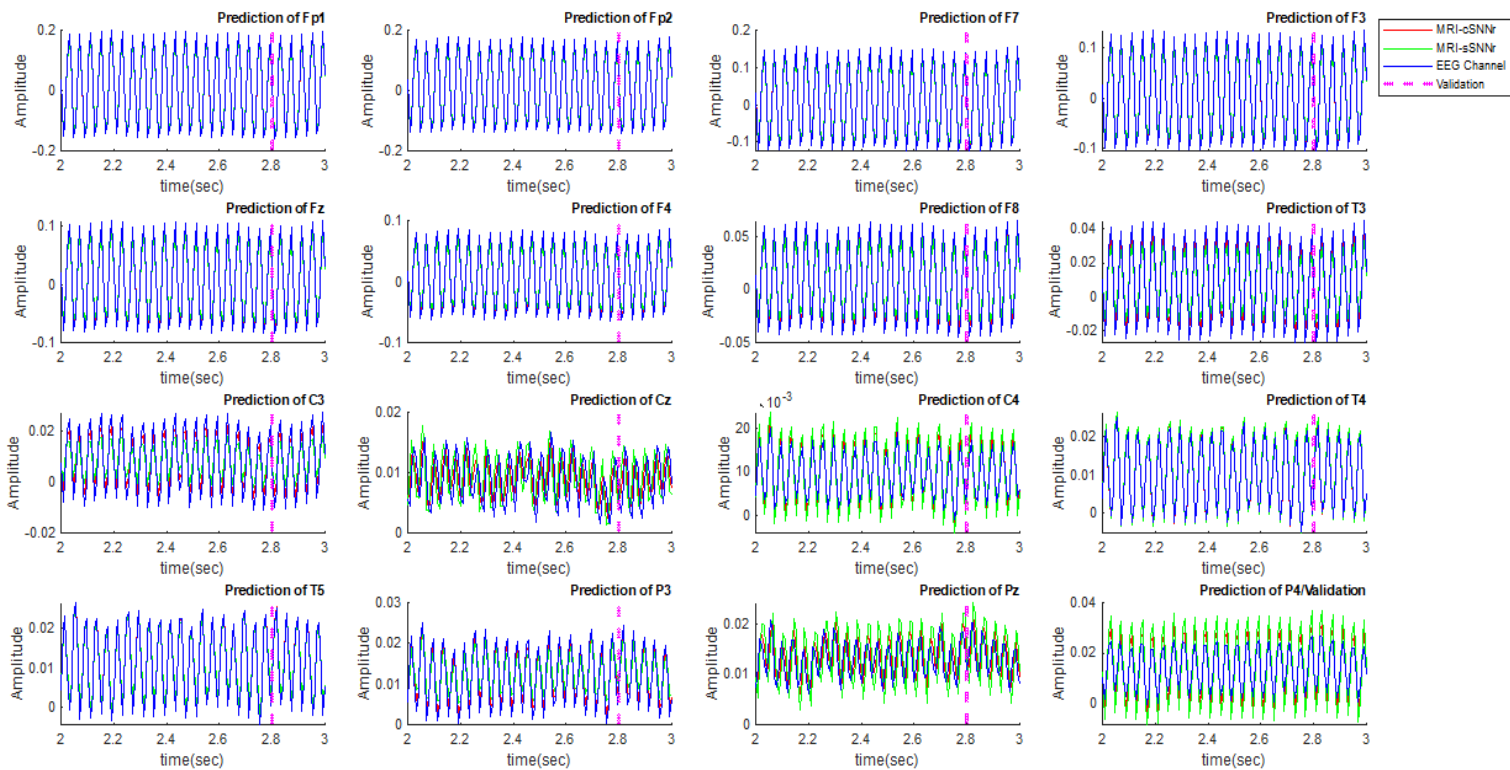 Prediction of Fp1
0.2
0
-0.2
Amplitude
2 2.2 2.4 2.6 2.8 3
time(sec)
Prediction of Fp2
0.2
0
-0.2
Amplitude
2 2.2 2.4 2.6 2.8 3
time(sec)
Prediction of F7
0.2
0.1
0
-0.1
Amplitude
2 2.2 2.4 2.6 2.8 3
time(sec)
Prediction of F3
0.1
0
-0.1
Amplitude
2 2.2 2.4 2.6 2.8 3
time(sec)
MRI-cSNNr
MRI-sSNNr
EEG Channel
Validation
Prediction of Fz
0.1
0
-0.1
Amplitude
2 2.2 2.4 2.6 2.8 3
time(sec)
Prediction of F4
0.1
0
-0.1
Amplitude
2 2.2 2.4 2.6 2.8 3
time(sec)
Prediction of F8
0.05
0
-0.05
Amplitude
2 2.2 2.4 2.6 2.8 3
time(sec)
Prediction of T3
0.04
0.02
0
-0.02
Amplitude
2 2.2 2.4 2.6 2.8 3
time(sec)
Prediction of C3
0.02
0
-0.02
Amplitude
2 2.2 2.4 2.6 2.8 3
time(sec)
Prediction of Cz
0.02
0.01
0
Amplitude
2 2.2 2.4 2.6 2.8 3
time(sec)
×10-3
Prediction of C4
20
10
0
Amplitude
2 2.2 2.4 2.6 2.8 3
time(sec)
Prediction of T4
0.02
0.01
0
Amplitude
2 2.2 2.4 2.6 2.8 3
time(sec)
Prediction of T5
0.02
0.01
0
Amplitude
2 2.2 2.4 2.6 2.8 3
time(sec)
Prediction of P3
0.03
0.02
0.01
0
Amplitude
2 2.2 2.4 2.6 2.8 3
time(sec)
Prediction of Pz
0.02
0.01
0
Amplitude
2 2.2 2.4 2.6 2.8 3
time(sec)
Prediction of P4/Validation
0.04
0.02
0
Amplitude
2 2.2 2.4 2.6 2.8 3
time(sec)